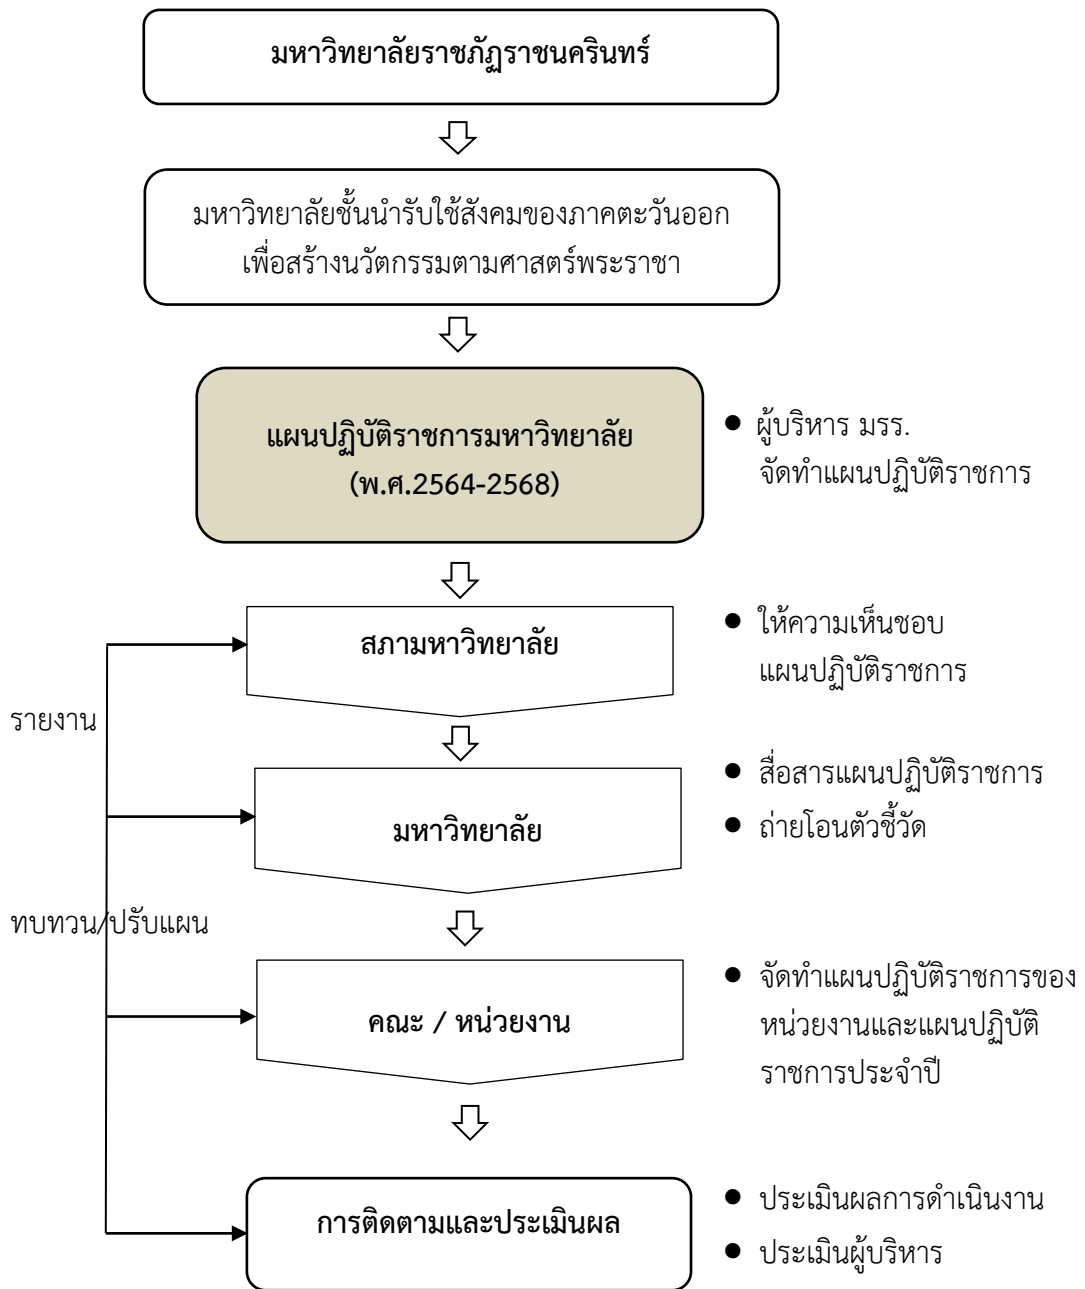 มหาวิทยาลัยราชภัฏราชนครินทร์
มหาวิทยาลัยชั้นนำรับใช้สังคมของภาคตะวันออก
เพื่อสร้างนวัตกรรมตามศาสตร์พระราชา
แผนปฏิบัติราชการมหาวิทยาลัย
(พ.ศ.2564-2568)
● ผู้บริหาร มรร.
จัดทำแผนปฏิบัติราชการ
สภามหาวิทยาลัย
● ให้ความเห็นชอบ
แผนปฏิบัติราชการ
รายงาน
มหาวิทยาลัย
● สื่อสารแผนปฏิบัติราชการ
● ถ่ายโอนตัวชี้วัด
ทบทวน/ปรับแผน
คณะ / หน่วยงาน
● จัดทำแผนปฏิบัติราชการของ
หน่วยงานและแผนปฏิบัติ
ราชการประจำปี
การติดตามและประเมินผล
● ประเมินผลการดำเนินงาน
● ประเมินผู้บริหาร